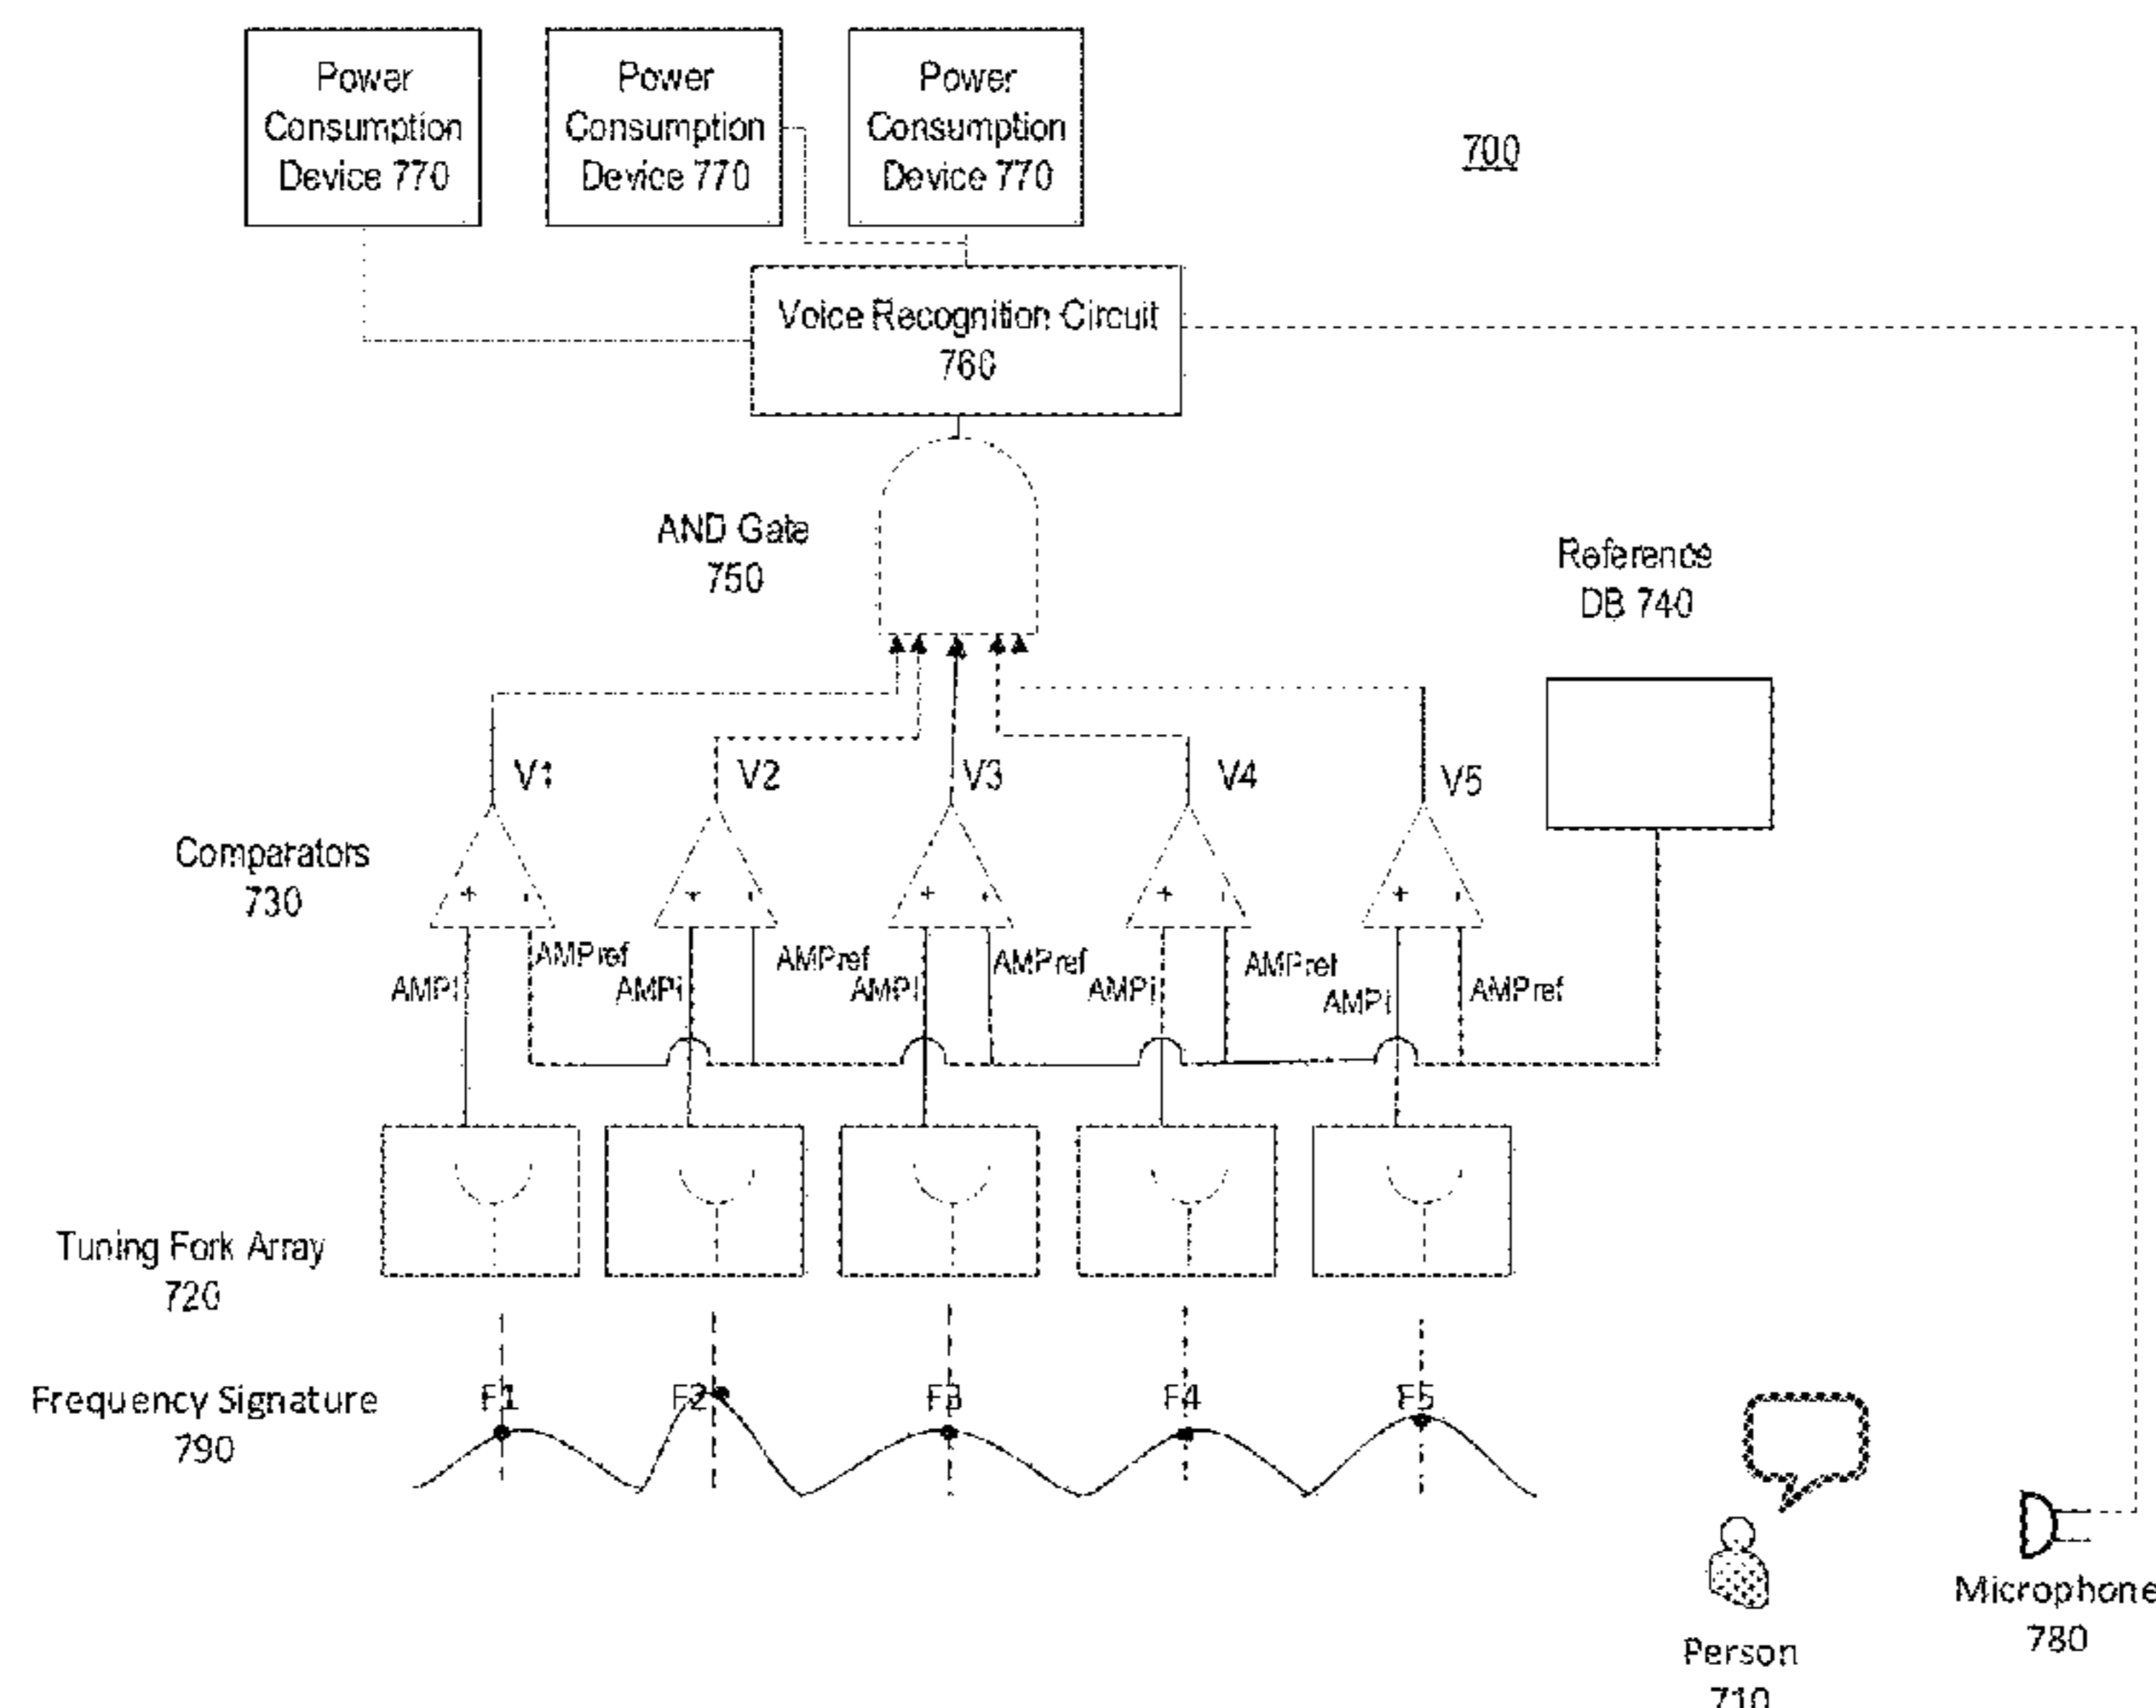 Power
Consumption
Device 770
Power
Consumption
Device 770
Power
Consumption
Device 770
700
Voice Recognition Circuit
760
AND Gate
750
Reference
DB 740
V1
V2
V3
V4
V5
Comparators
730
+ -
+ -
+ -
+ -
+ -
AMPi
AMPref
AMPi
AMPref
AMPi
AMPref
AMPi
AMPref
AMPi
AMPref
Tuning Fork Array
720
Frequency Signature
790
F1
F2
F3
F4
F5
Microphone
780
Person
710